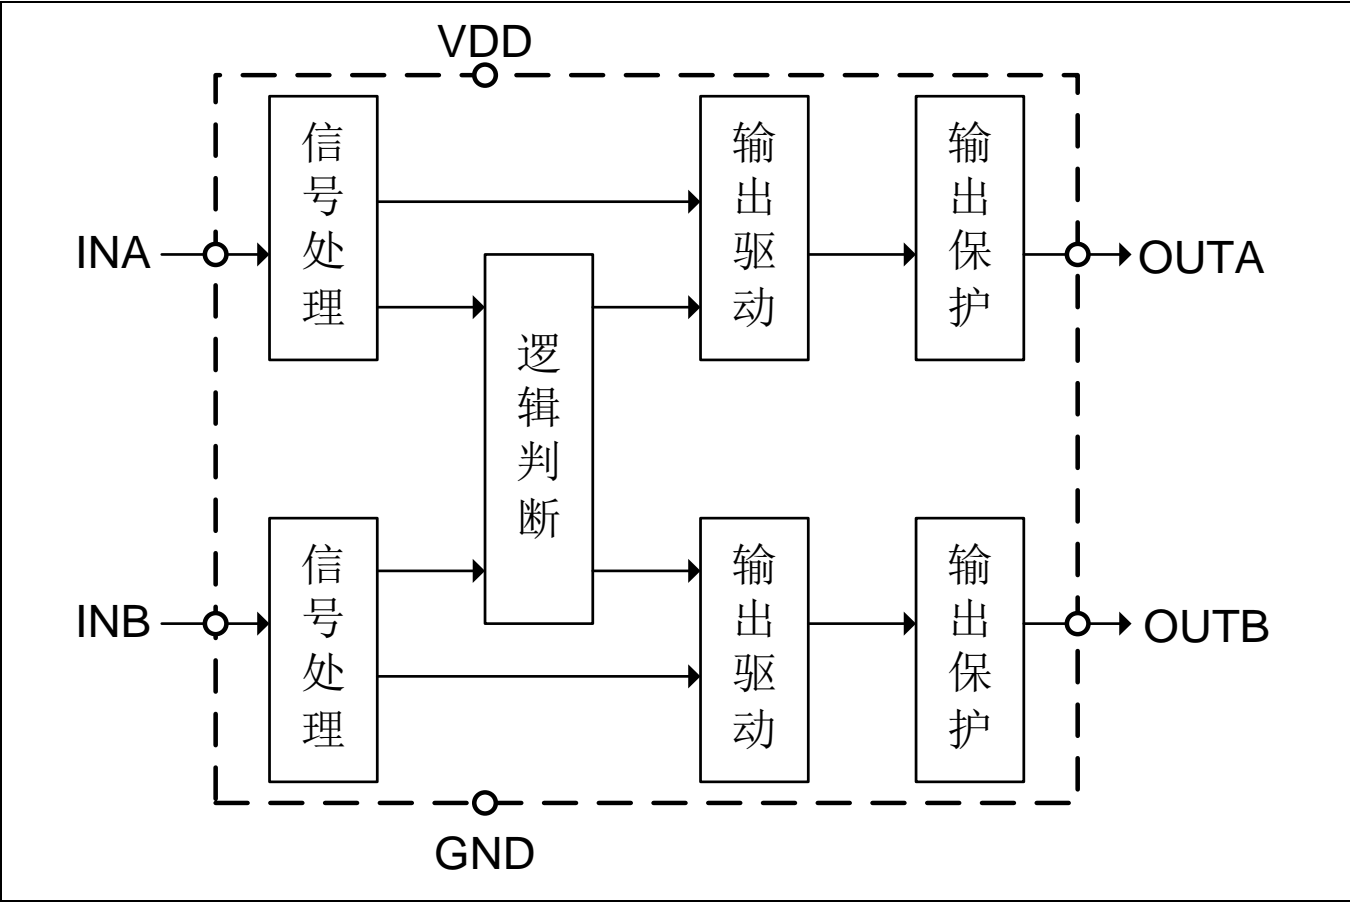 VDD
信号处理
输出驱动
输出保护
INA
OUTA
逻辑判断
信号处理
输出驱动
输出保护
INB
OUTB
GND